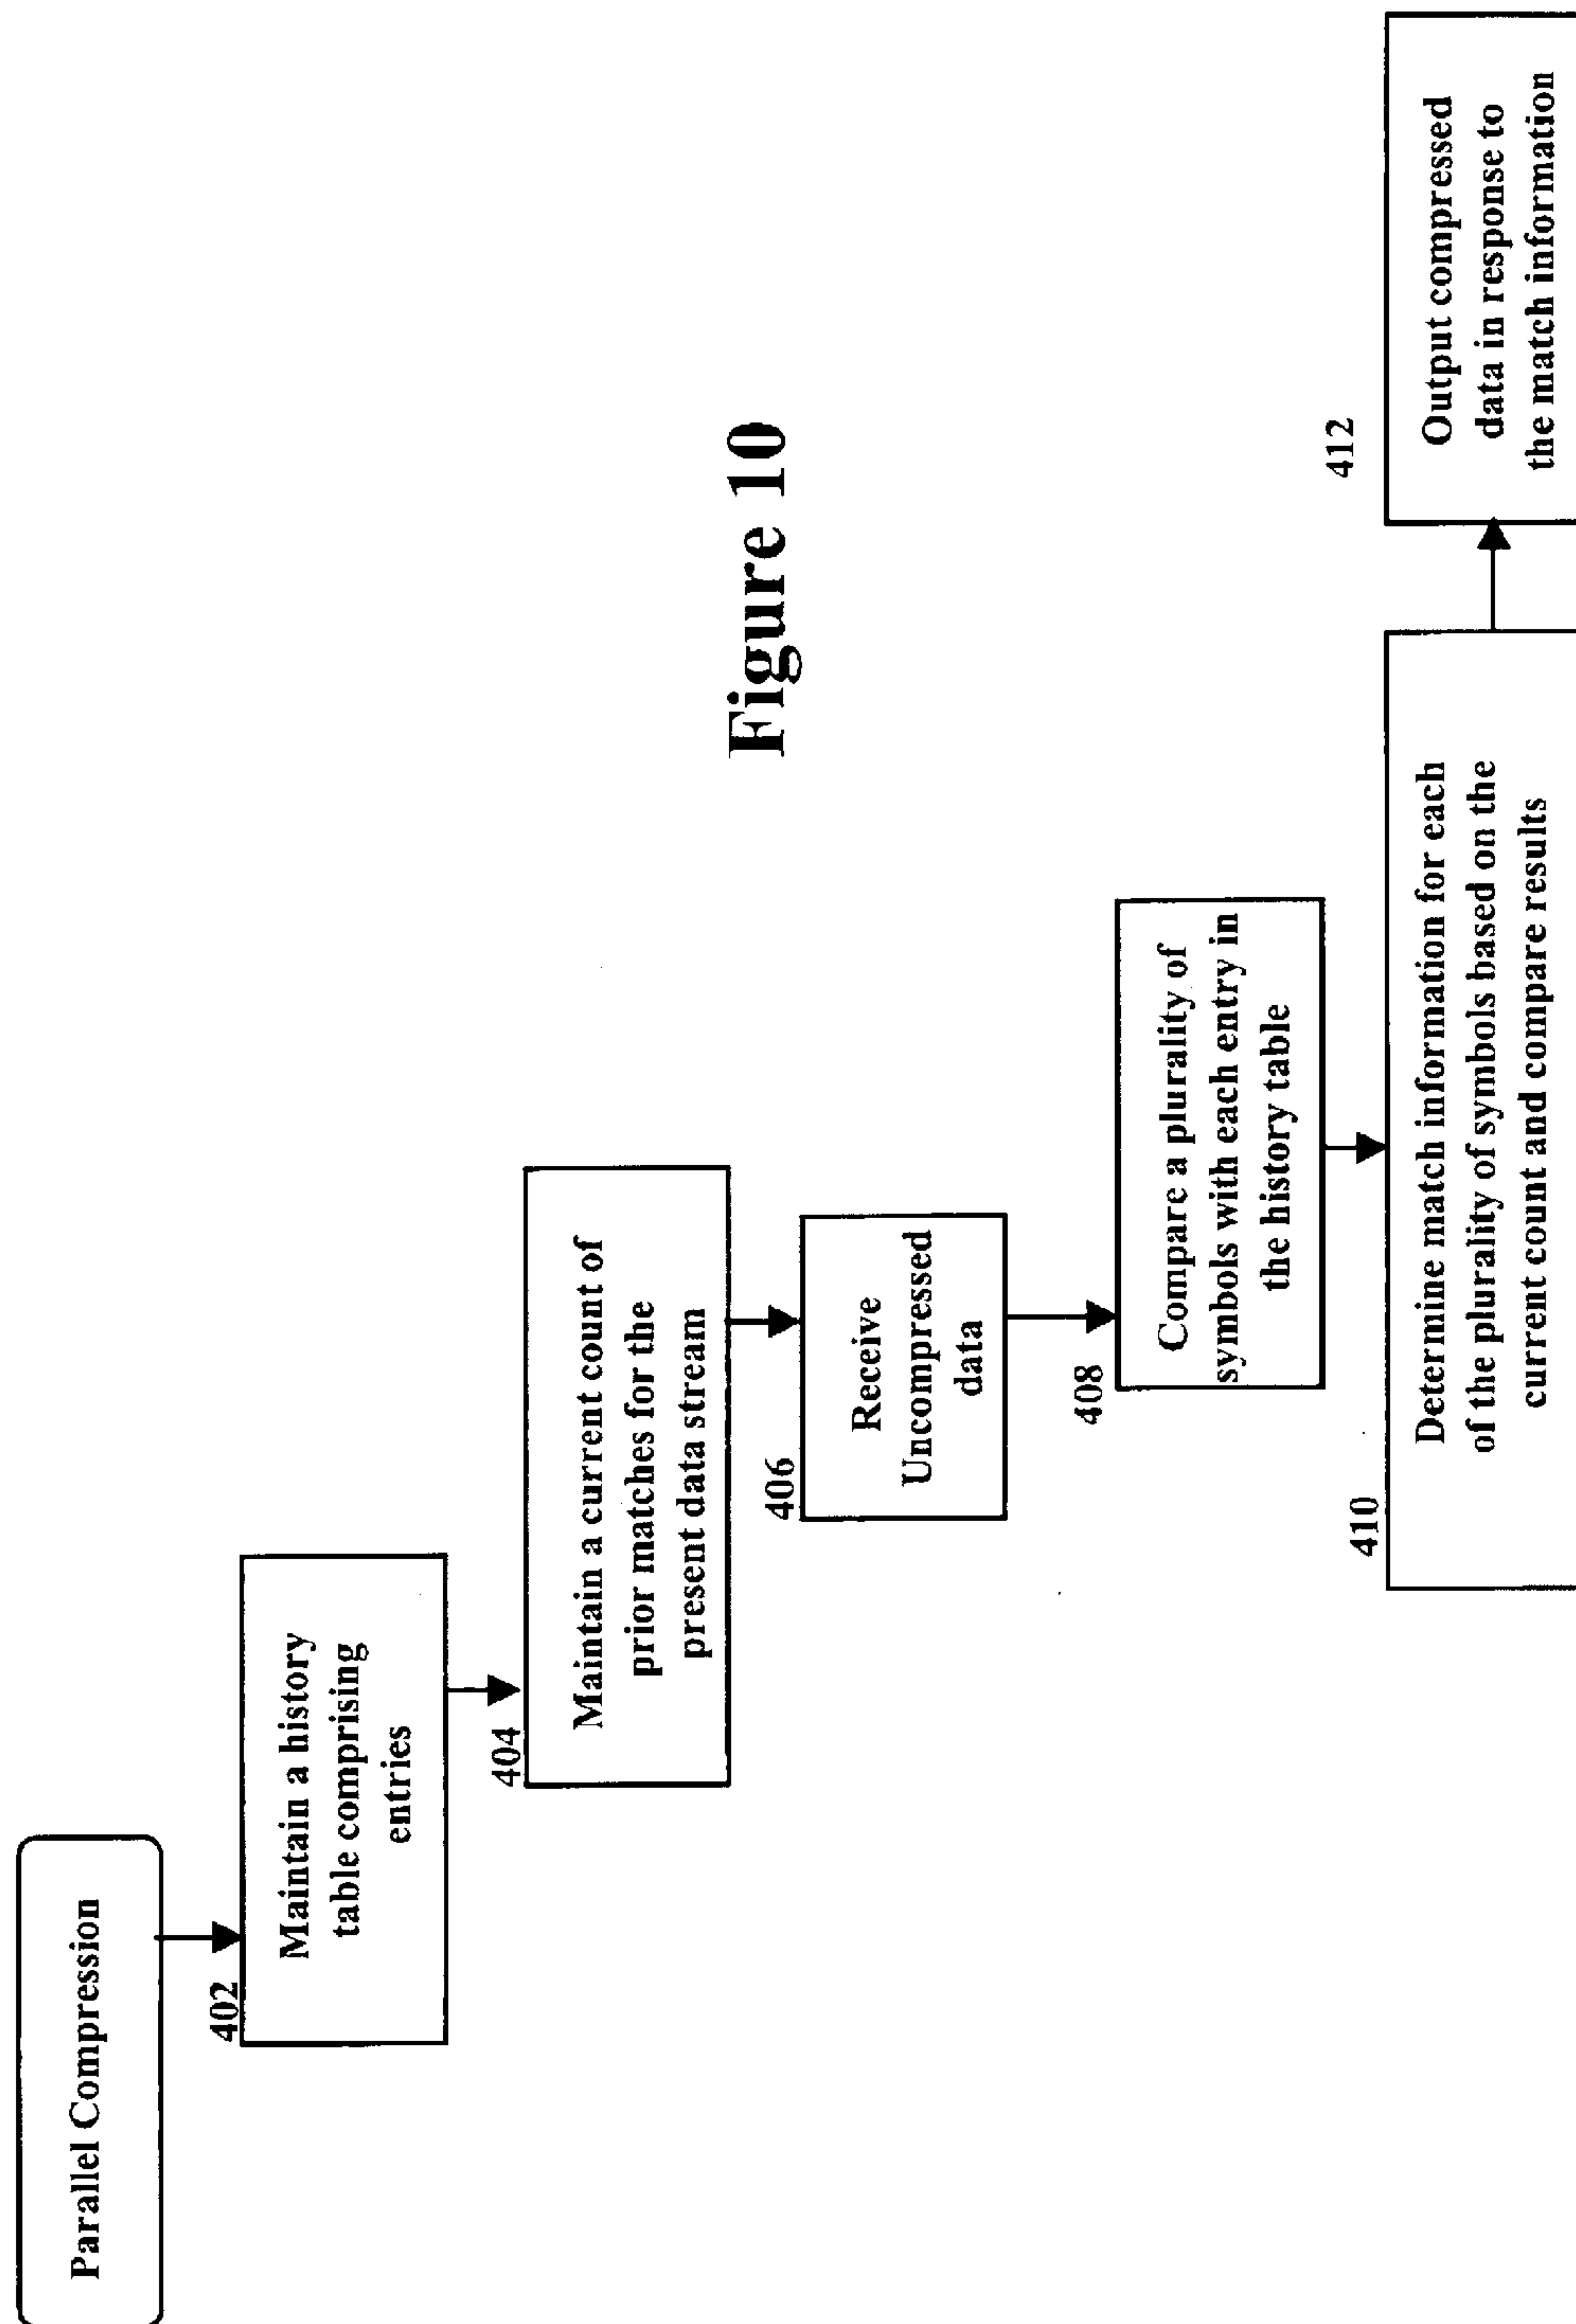 Parallel Compression
402
Maintain a history
table comprising
entries
404
Maintain a current count of
prior matches for the
present data stream
406
Receive
Uncompressed
data
408
Compare a plurality of
symbols with each entry in
the history table
410
Determine match information for each
of the plurality of symbols based on the
current count and compare results
412
Output compressed
data in response to
the match information
Figure 10